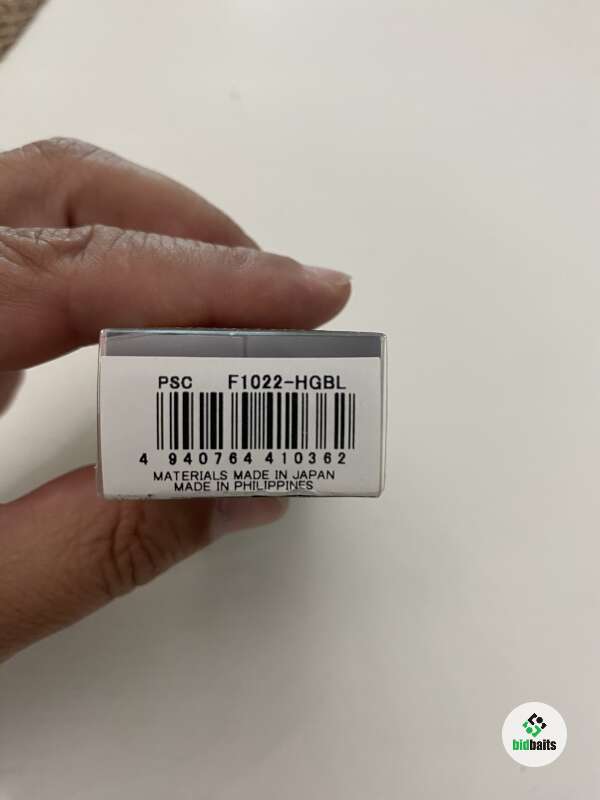 PSC F1022-HGBL
4 940764 410362
MATERIALS MADE IN JAPAN
MADE IN PHILIPPINES
bidbaits